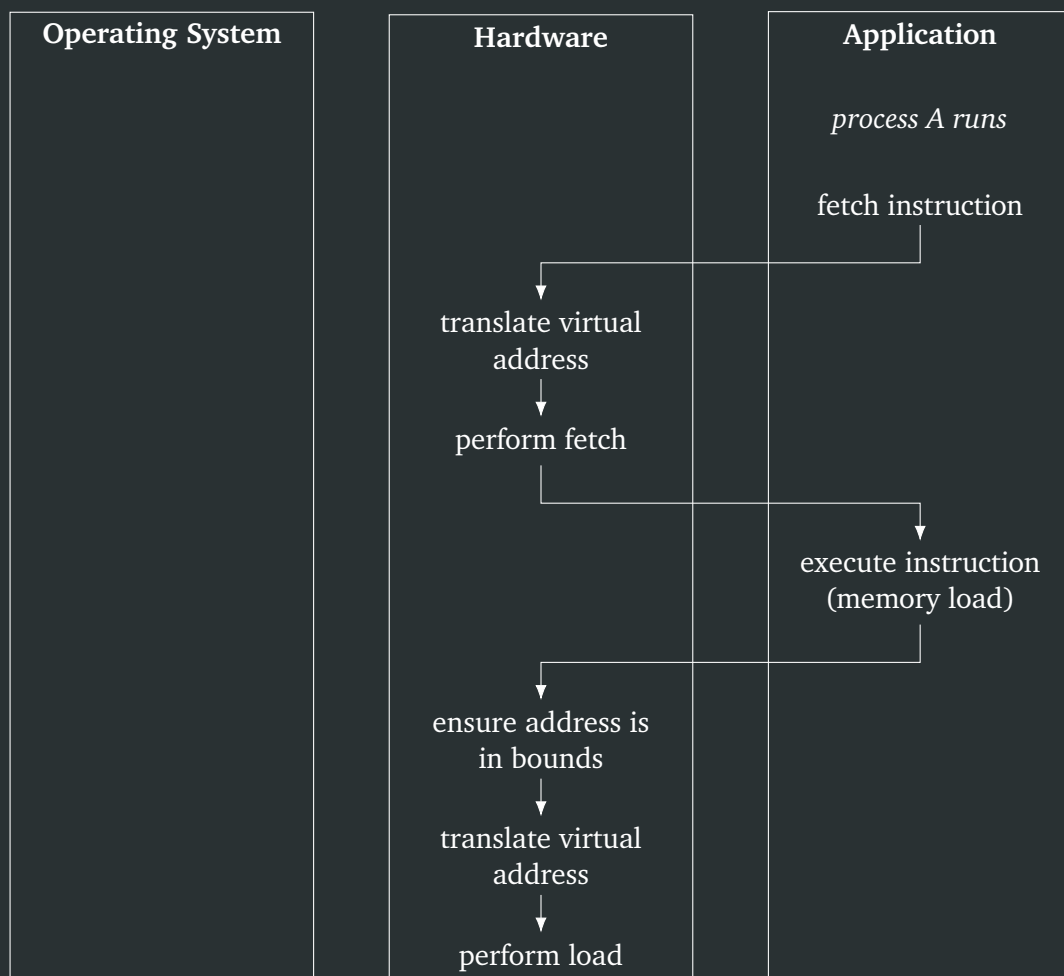 Operating System
Hardware
Application
process A runs
fetch instruction
translate virtual
address
perform fetch
execute instruction
(memory load)
ensure address is
in bounds
translate virtual
address
perform load